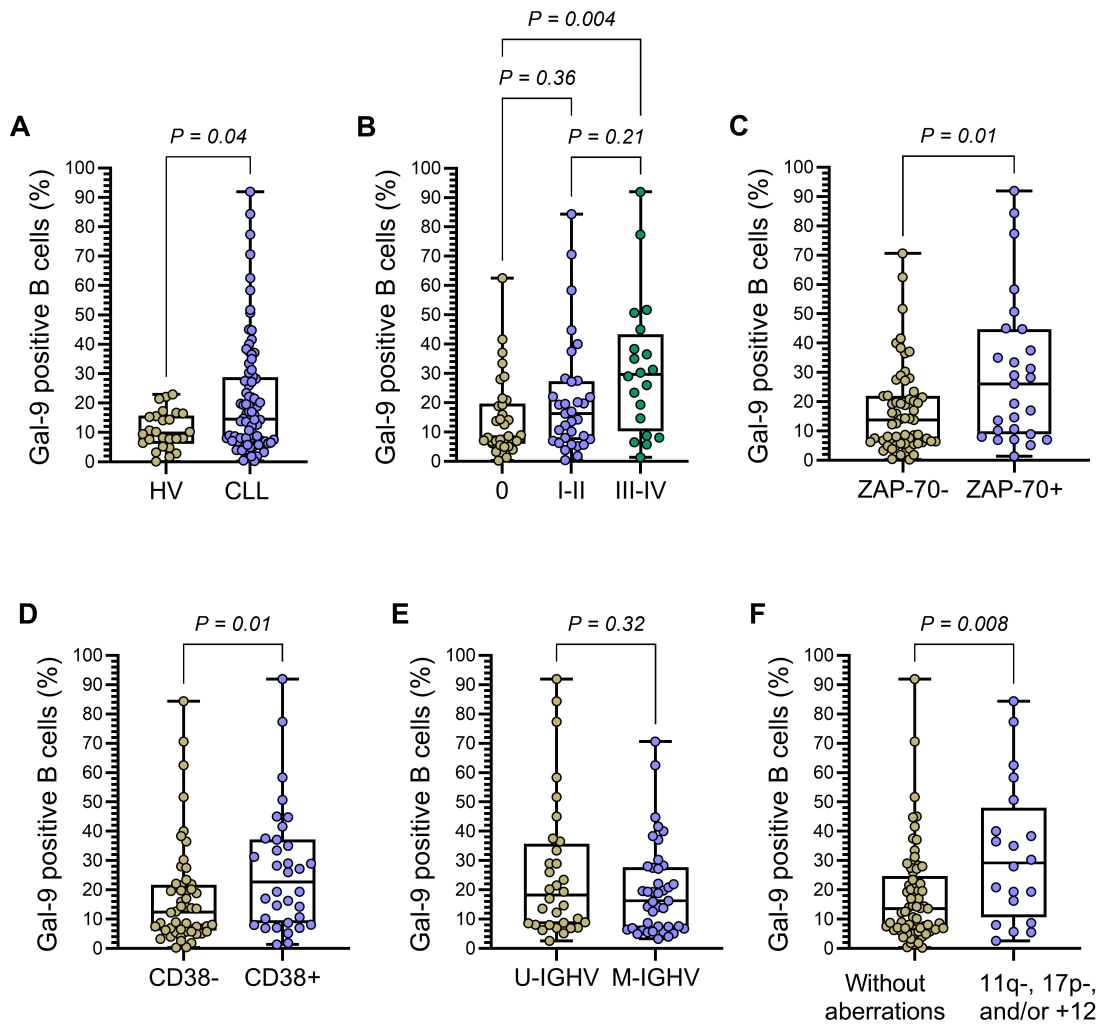 P = 0.004
P = 0.36
A
B
C
P = 0.04
P = 0.21
P = 0.01
Gal-9 positive B cells (%)
100
90
80
70
60
50
40
30
20
10
0
HV CLL
Gal-9 positive B cells (%)
100
90
80
70
60
50
40
30
20
10
0
0 I-II III-IV
Gal-9 positive B cells (%)
100
90
80
70
60
50
40
30
20
10
0
ZAP-70- ZAP-70+
D
E
F
P = 0.01
P = 0.32
P = 0.008
Gal-9 positive B cells (%)
100
90
80
70
60
50
40
30
20
10
0
CD38- CD38+
Gal-9 positive B cells (%)
100
90
80
70
60
50
40
30
20
10
0
U-IGHV M-IGHV
Gal-9 positive B cells (%)
100
90
80
70
60
50
40
30
20
10
0
Without
aberrations
11q-, 17p-,
and/or +12